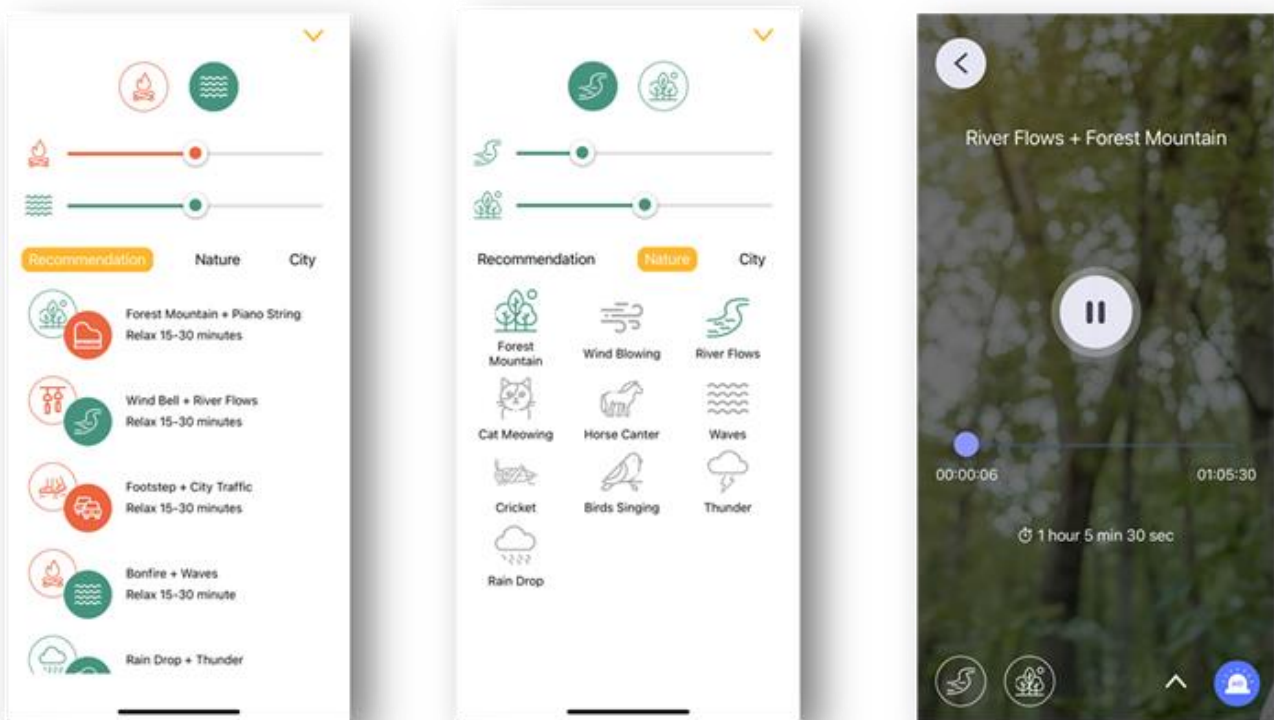 Recommendation Nature City
Forest Mountain + Piano String
Relax 15-30 minutes
Wind Bell + River Flows
Relax 15-30 minutes
Footstep + City Traffic
Relax 15-30 minutes
Bonfire + Waves
Relax 15-30 minute
Rain Drop + Thunder
Recommendation Nature City
Forest
Mountain
Wind Blowing
River Flows
Cat Meowing
Horse Canter
Waves
Cricket
Birds Singing
Thunder
Rain Drop
River Flows + Forest Mountain
00:00:06 01:05:30
1 hour 5 min 30 sec